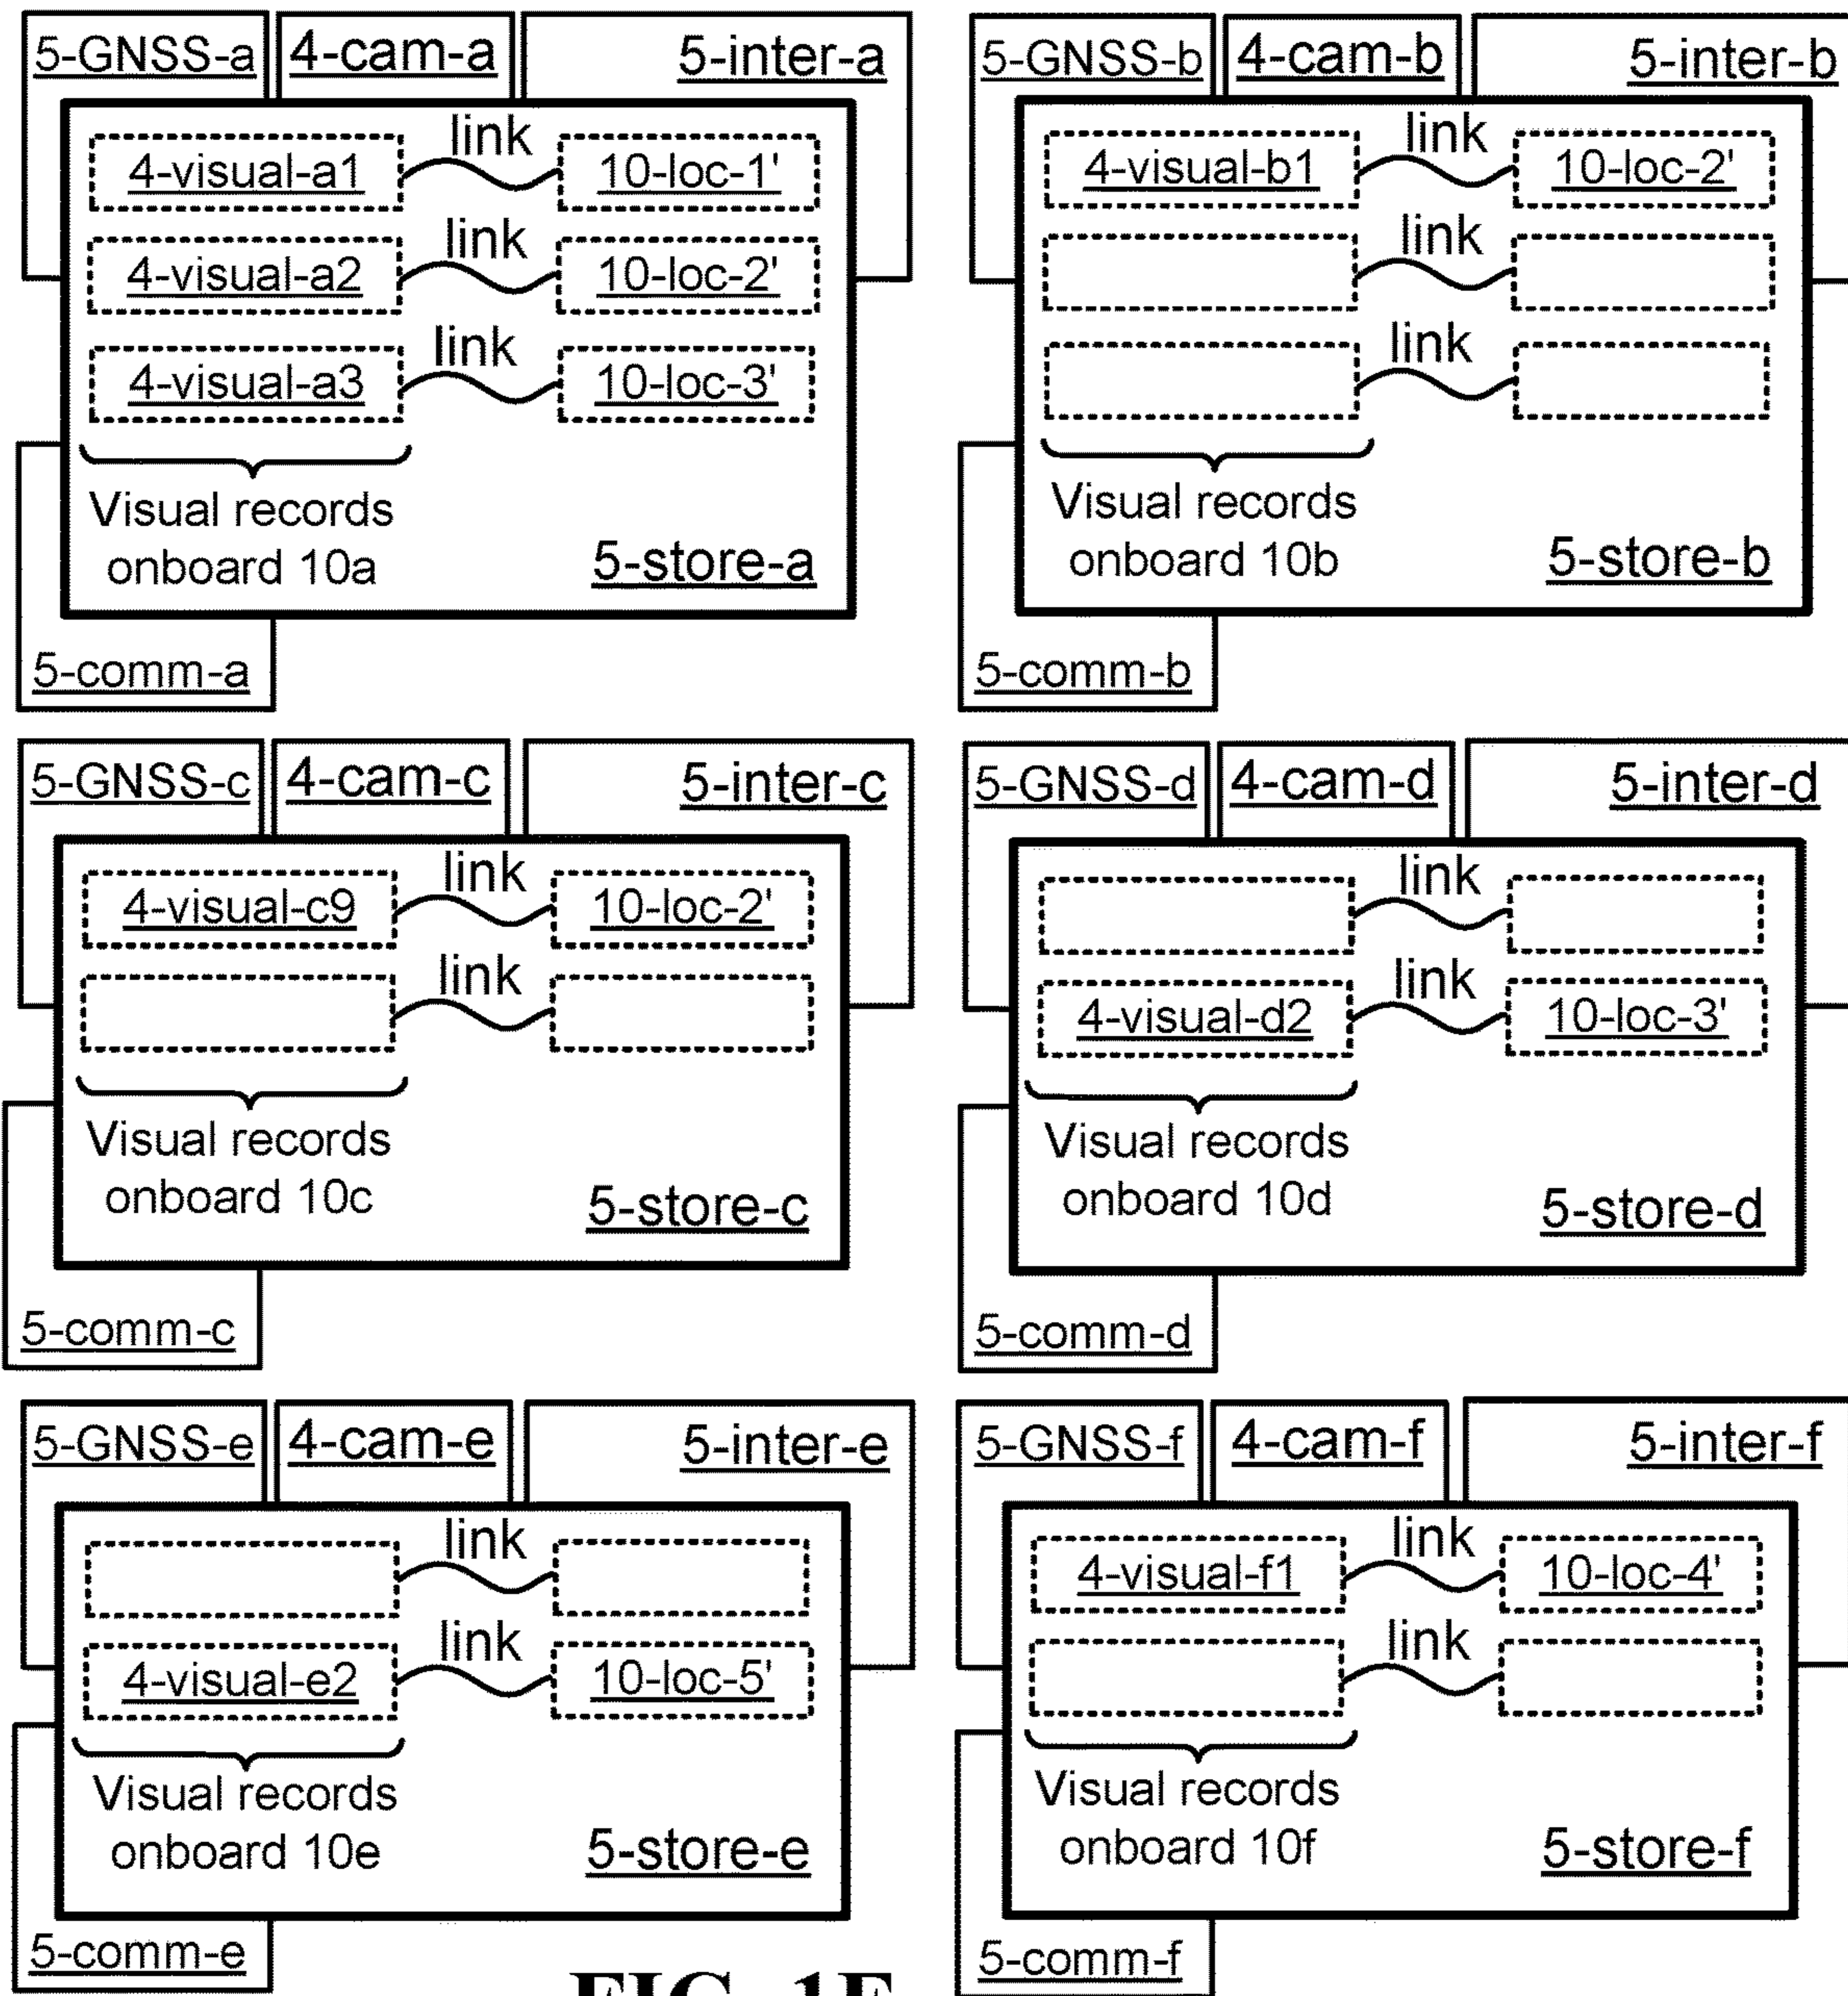 5-GNSS-a 4-cam-a 5-inter-a
link
4-visual-a1 10-loc-1'
link
4-visual-a2 10-loc-2'
link
4-visual-a3 10-loc-3'
Visual records
onboard 10a
5-store-a
5-comm-a
5-GNSS-b 4-cam-b 5-inter-b
link
4-visual-b1 10-loc-2'
link
link
Visual records
onboard 10b
5-store-b
5-comm-b
5-GNSS-c 4-cam-c 5-inter-c
link
4-visual-c9 10-loc-2'
link
Visual records
onboard 10c
5-store-c
5-comm-c
5-GNSS-d 4-cam-d 5-inter-d
link
link
4-visual-d2 10-loc-3'
Visual records
onboard 10d
5-store-d
5-comm-d
5-GNSS-e 4-cam-e 5-inter-e
link
link
4-visual-e2 10-loc-5'
Visual records
onboard 10e
5-store-e
5-comm-e
5-GNSS-f 4-cam-f 5-inter-f
link
4-visual-f1 10-loc-4'
link
Visual records
onboard 10f
5-store-f
5-comm-f
FIG.